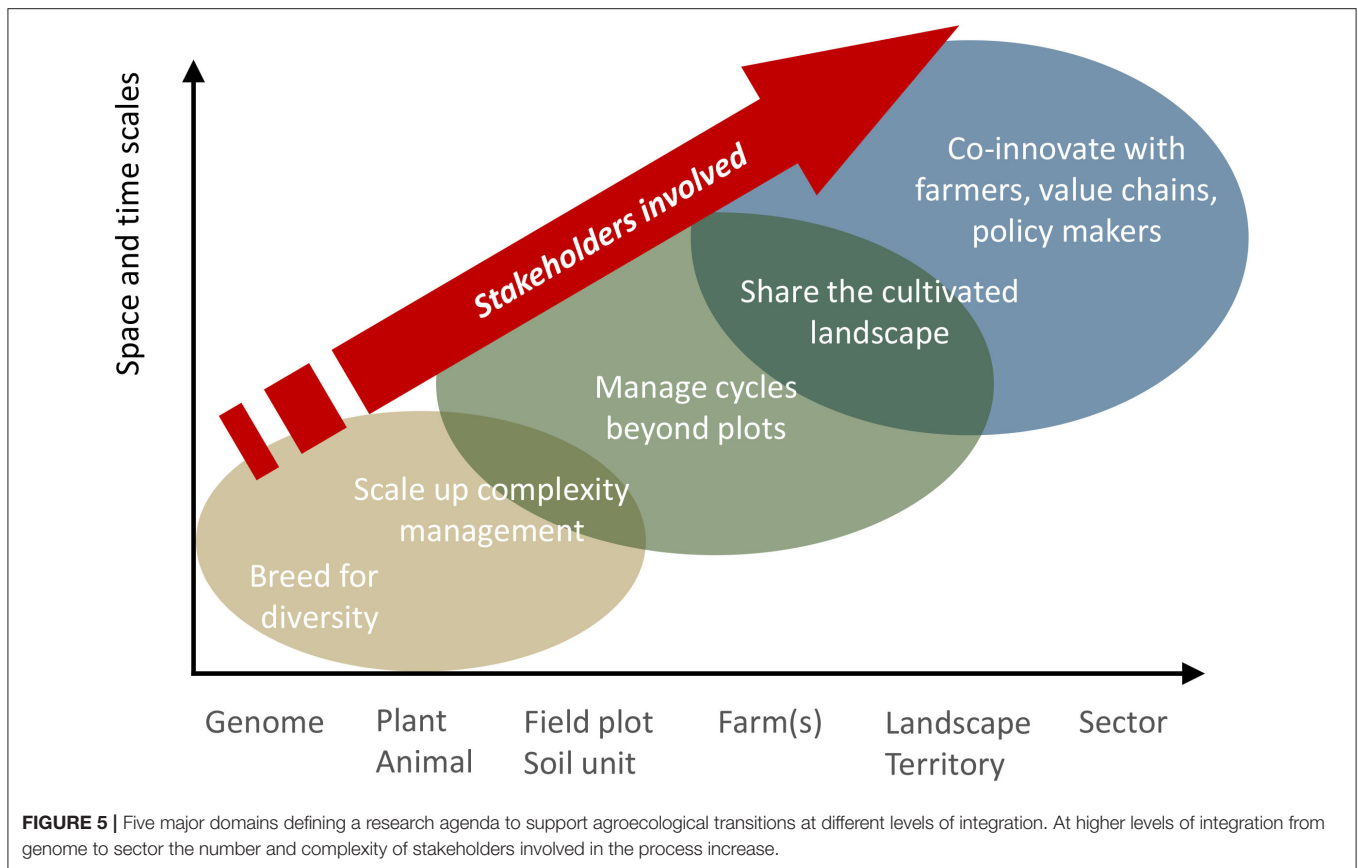 Space and time scales
Stakeholders involved
Co-innovate with
farmers, value chains,
policy makers
Share the cultivated
landscape
Manage cycles
beyond plots
Scale up complexity
management
Breed for
diversity
Genome
Plant
Animal
Field plot
Soil unit
Farm(s)
Landscape
Territory
Sector
FIGURE 5 | Five major domains defining a research agenda to support agroecological transitions at different levels of integration. At higher levels of integration from
genome to sector the number and complexity of stakeholders involved in the process increase.